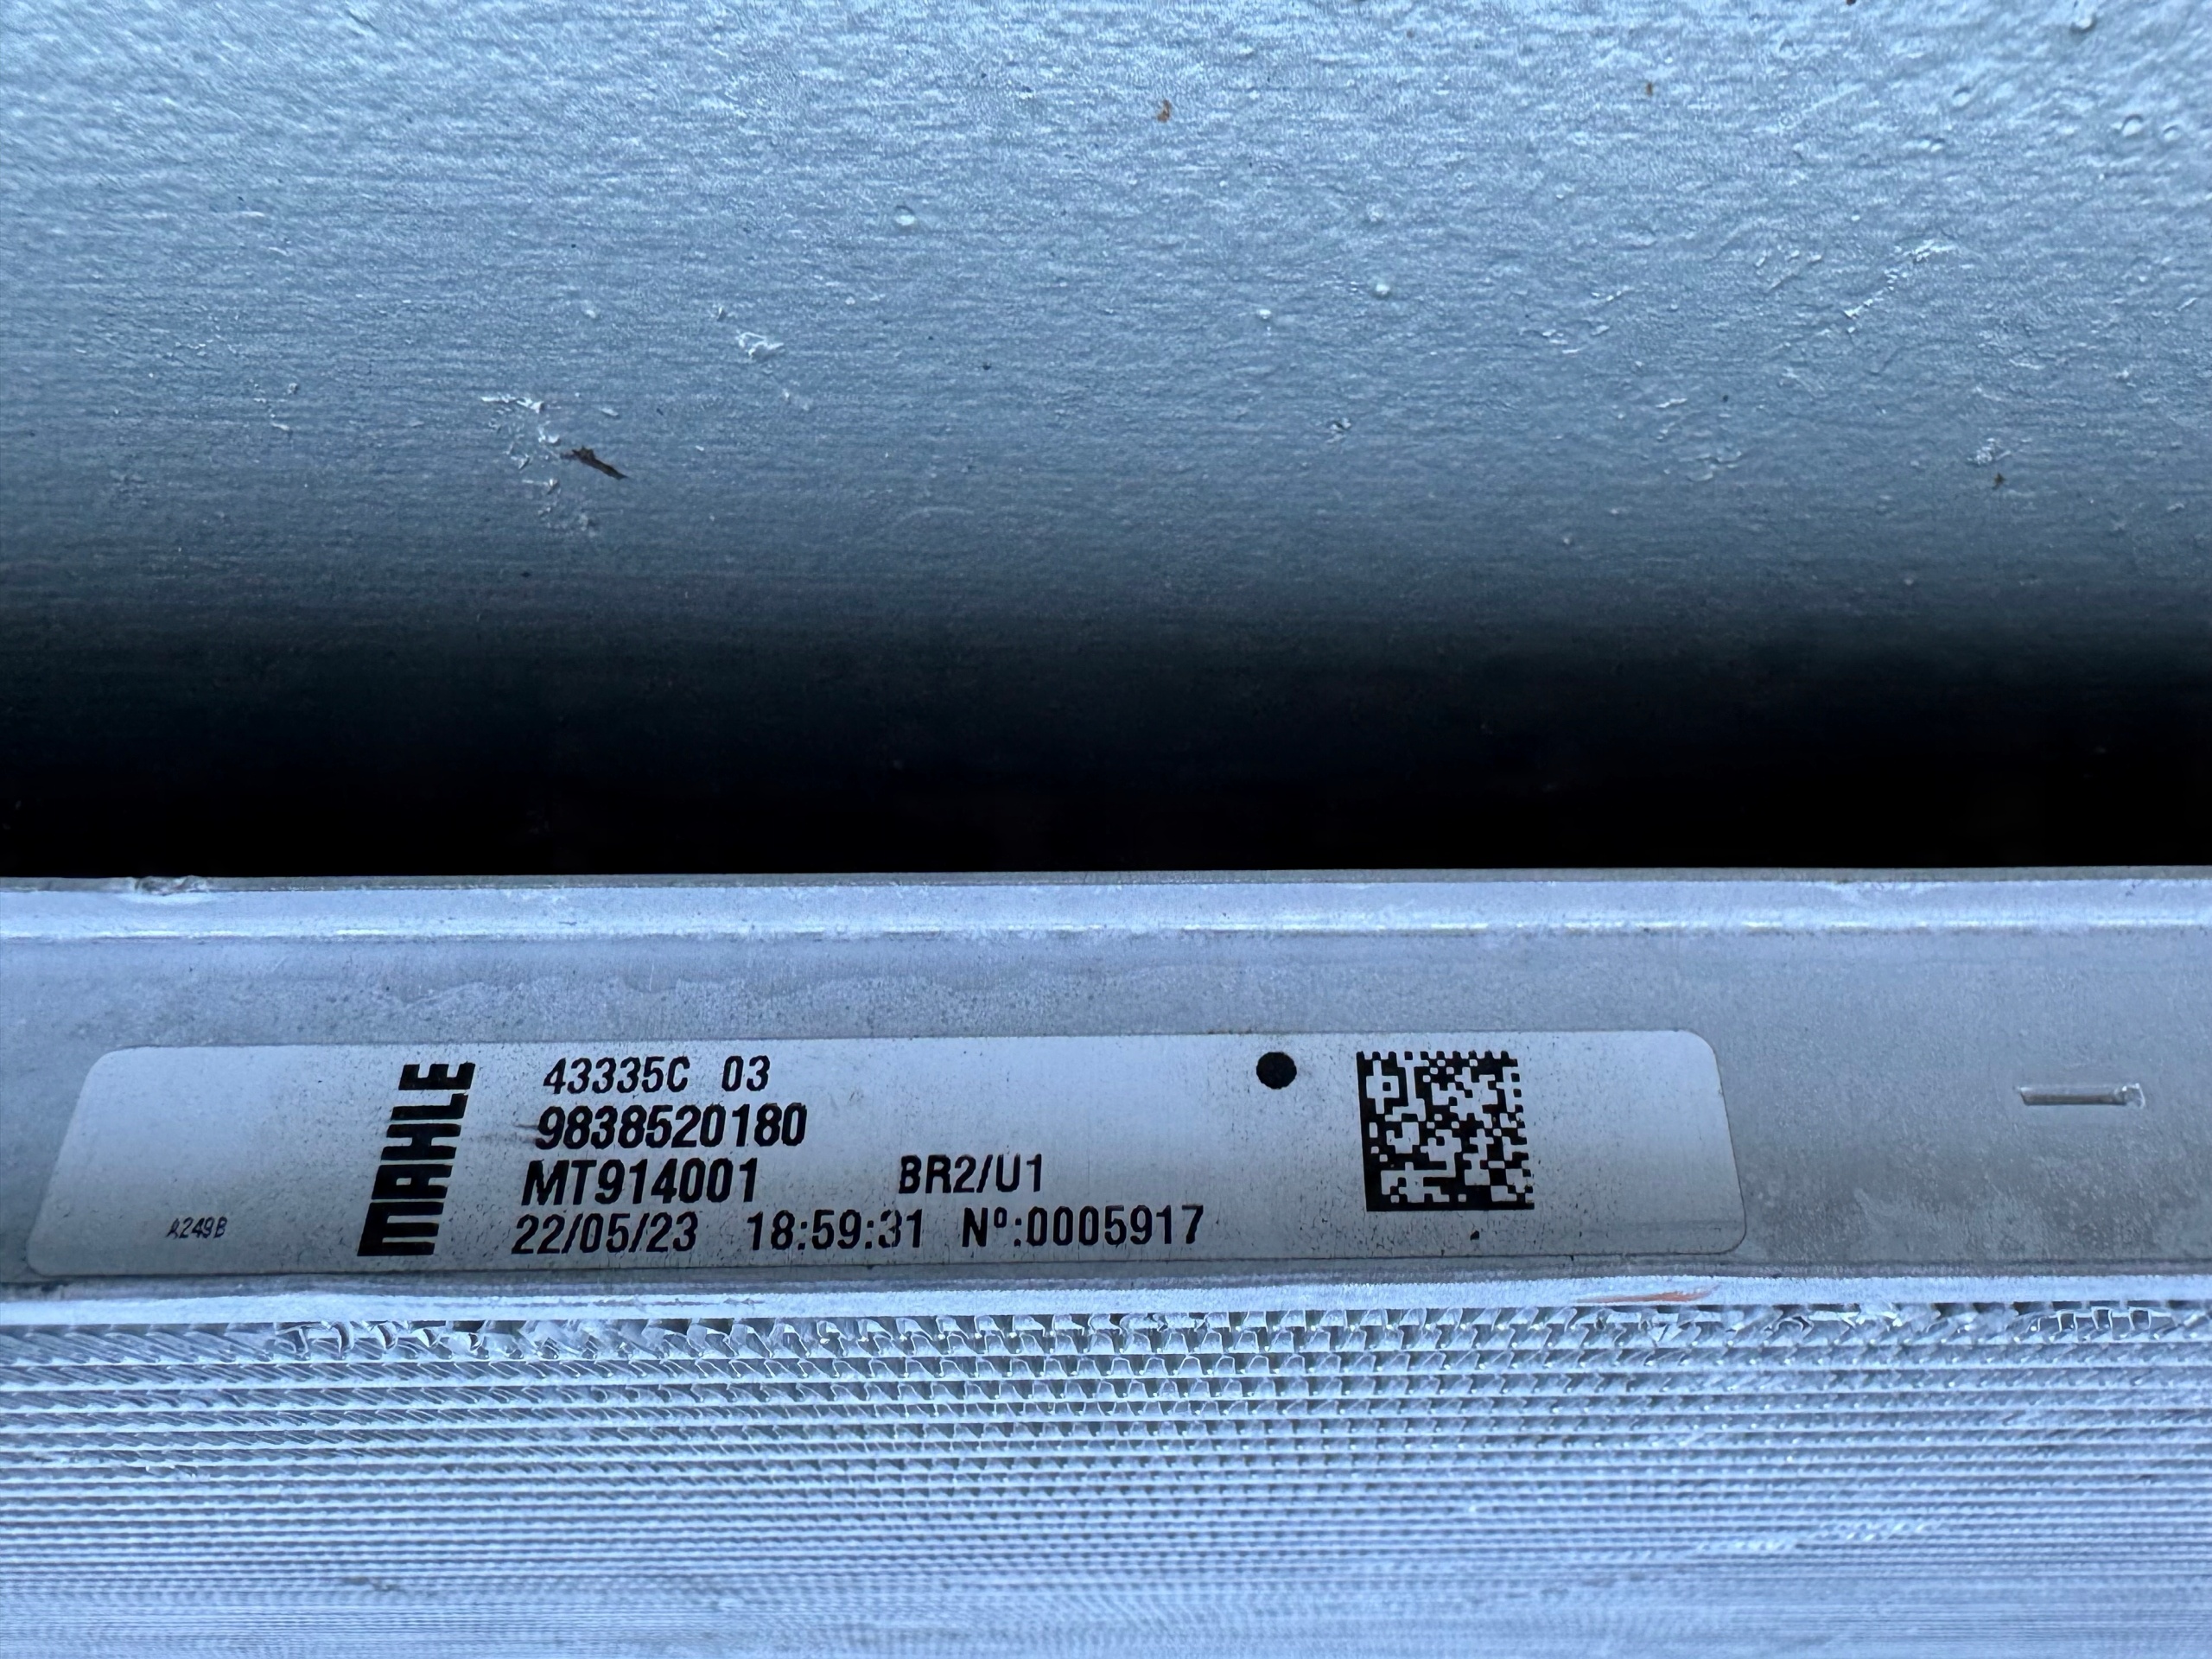 MAHLE
43335C 03
9838520180
MT914001 BR2/U1
22/05/23 18:59:31 Nº:0005917
A249B